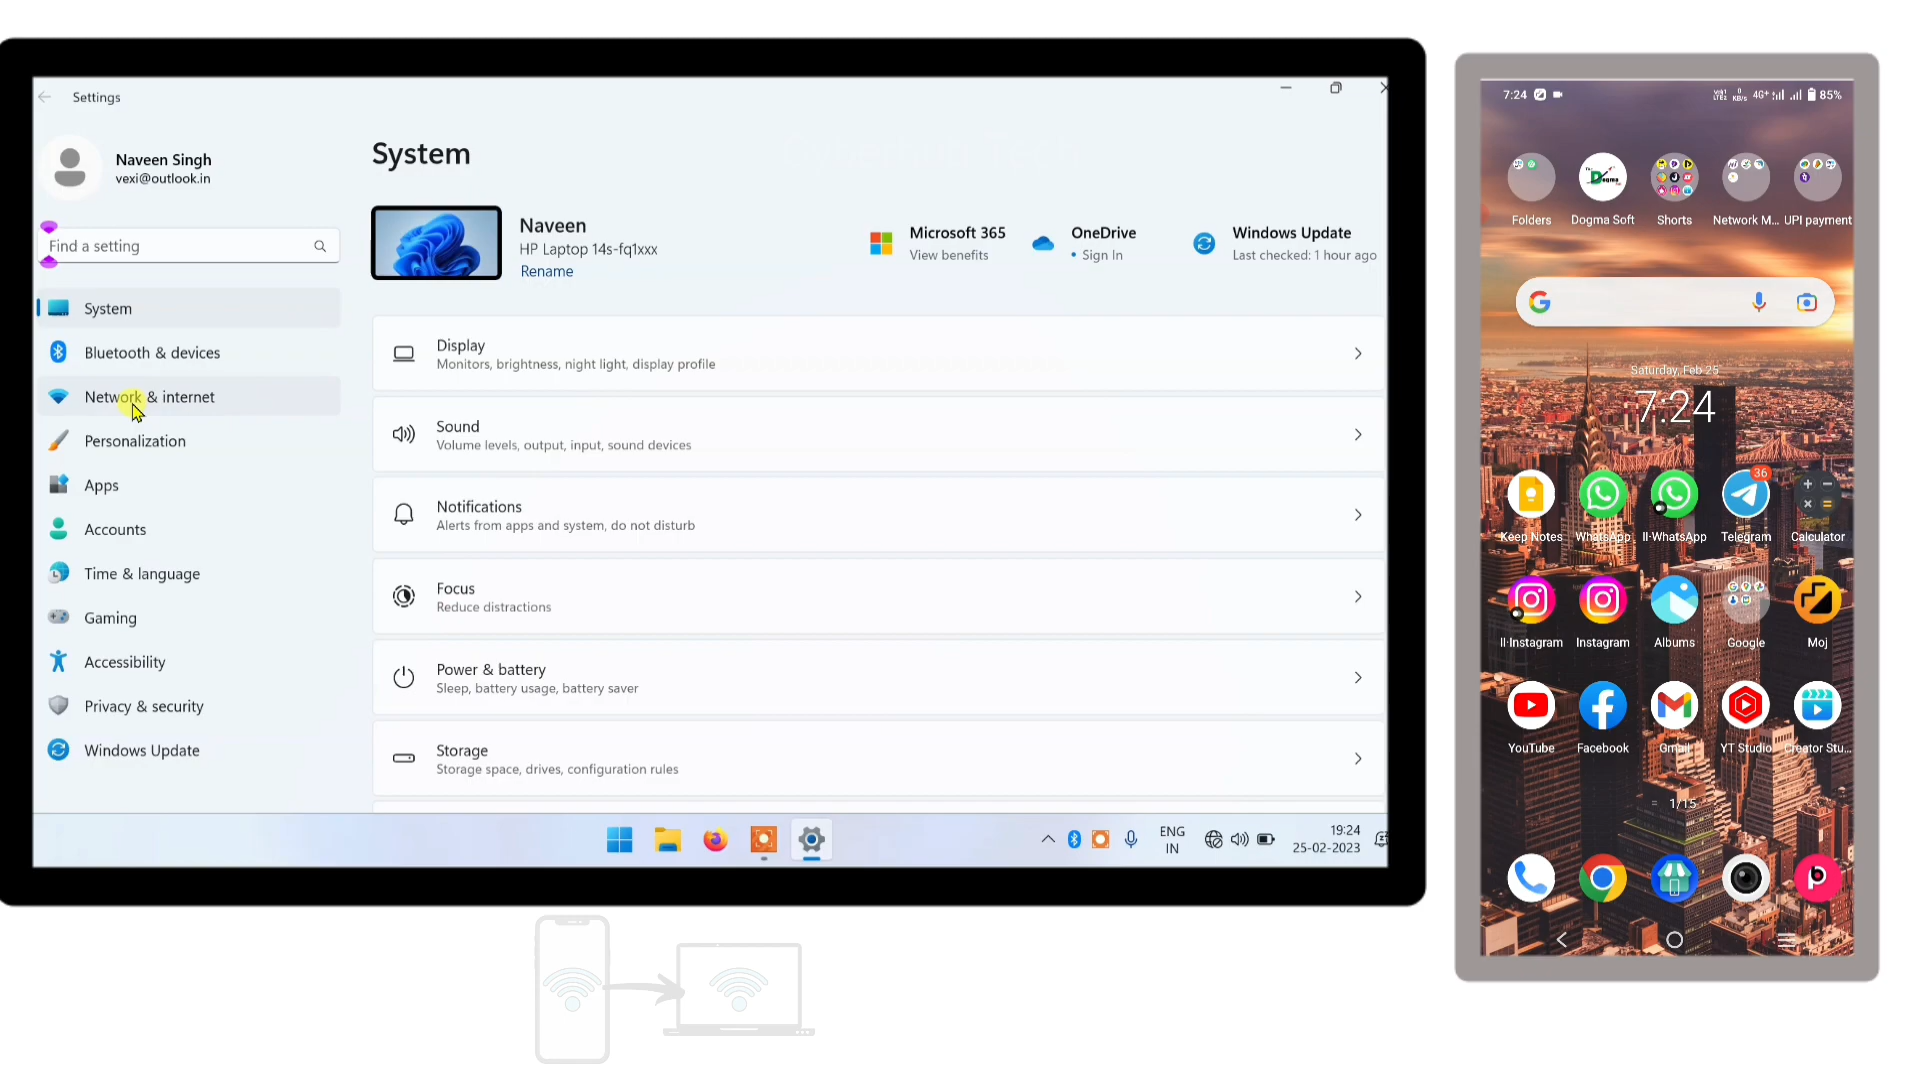 Settings
Naveen Singh
vexi@outlook.in
Find a setting
System
Bluetooth & devices
Network & internet
Personalization
Apps
Accounts
Time & language
Gaming
Accessibility
Privacy & security
Windows Update
System
Naveen
HP Laptop 14s-fq1xxx
Rename
Microsoft 365
View benefits
OneDrive
• Sign In
Windows Update
Last checked: 1 hour ago
Display
Monitors, brightness, night light, display profile
Sound
Volume levels, output, input, sound devices
Notifications
Alerts from apps and system, do not disturb
Focus
Reduce distractions
Power & battery
Sleep, battery usage, battery saver
Storage
Storage space, drives, configuration rules
ENG
IN
19:24
25-02-2023
7:24
4G+
85%
Folders
Dogma Soft
Shorts
Network M...
UPI payment
Saturday, Feb 25
7:24
36
Keep Notes
WhatsApp
II·WhatsApp
Telegram
Calculator
II·Instagram
Instagram
Albums
Google
Moj
YouTube
Facebook
Gmail
YT Studio
Creator Stu...
1/15